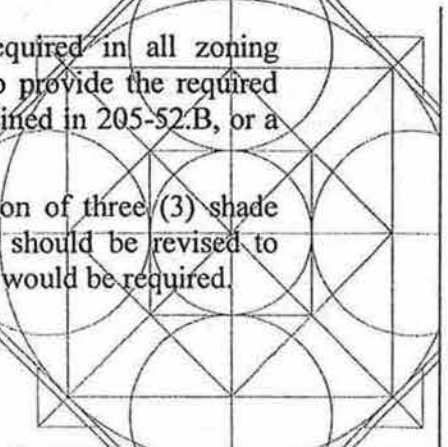 equired in all zoning
provide the required
ined in 205-52.B, or a
on of three (3) shade
should be revised to
would be required.